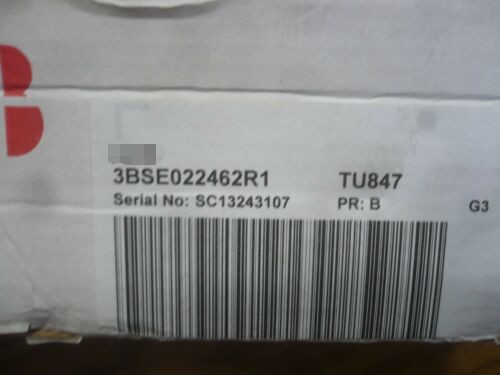 B
3BSE022462R1 TU847
Serial No: SC13243107 PR: B G3